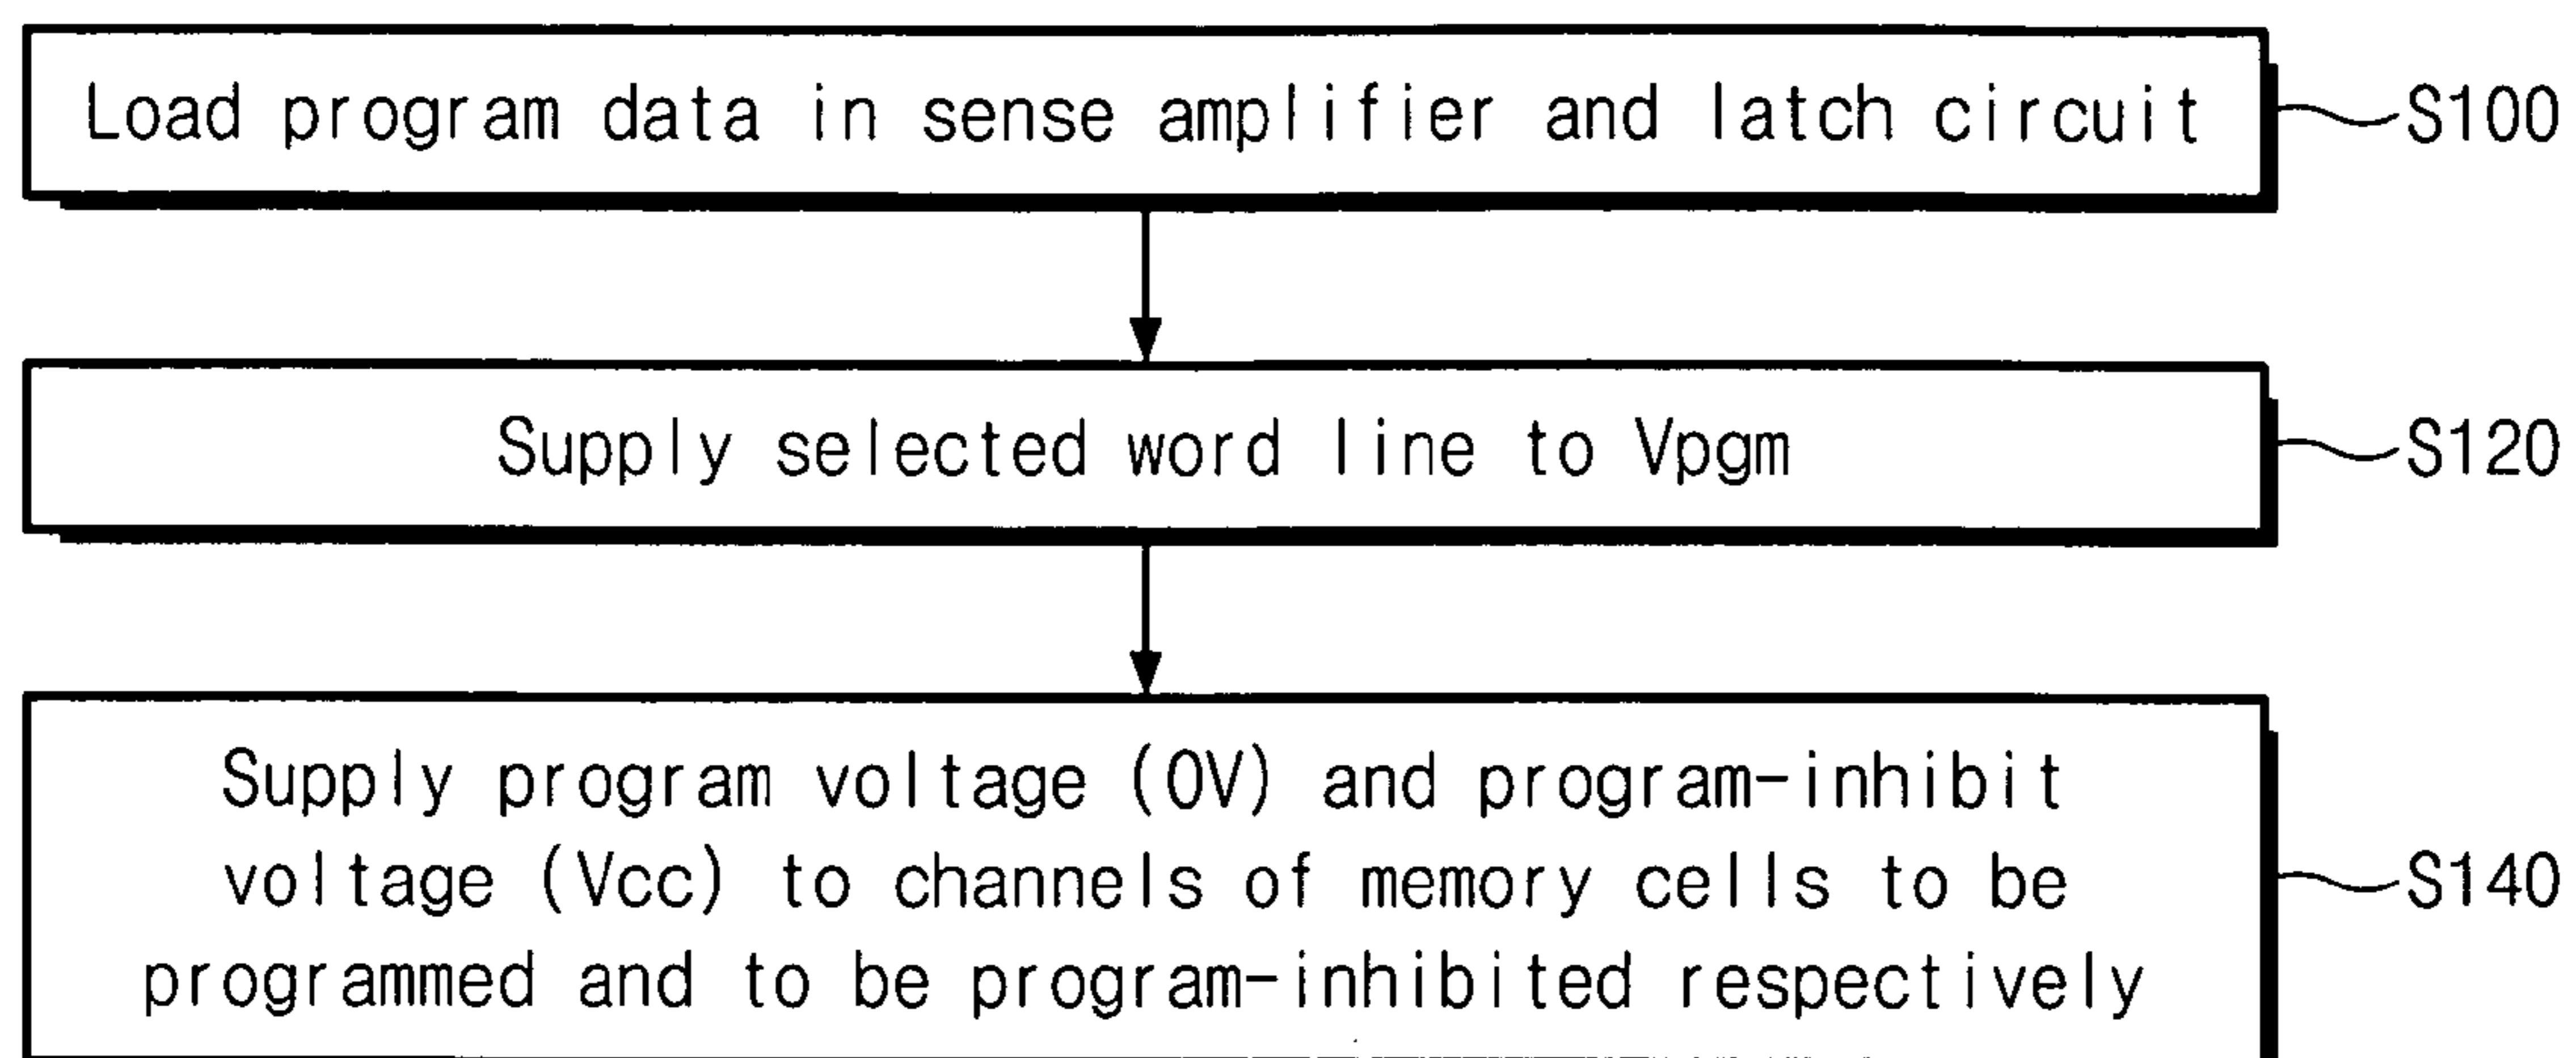 Load program data in sense amplifier and latch circuit
S100
Supply selected word line to Vpgm
S120
Supply program voltage (0V) and program-inhibit
voltage (Vcc) to channels of memory cells to be
S140
programmed and to be program-inhibited respectively